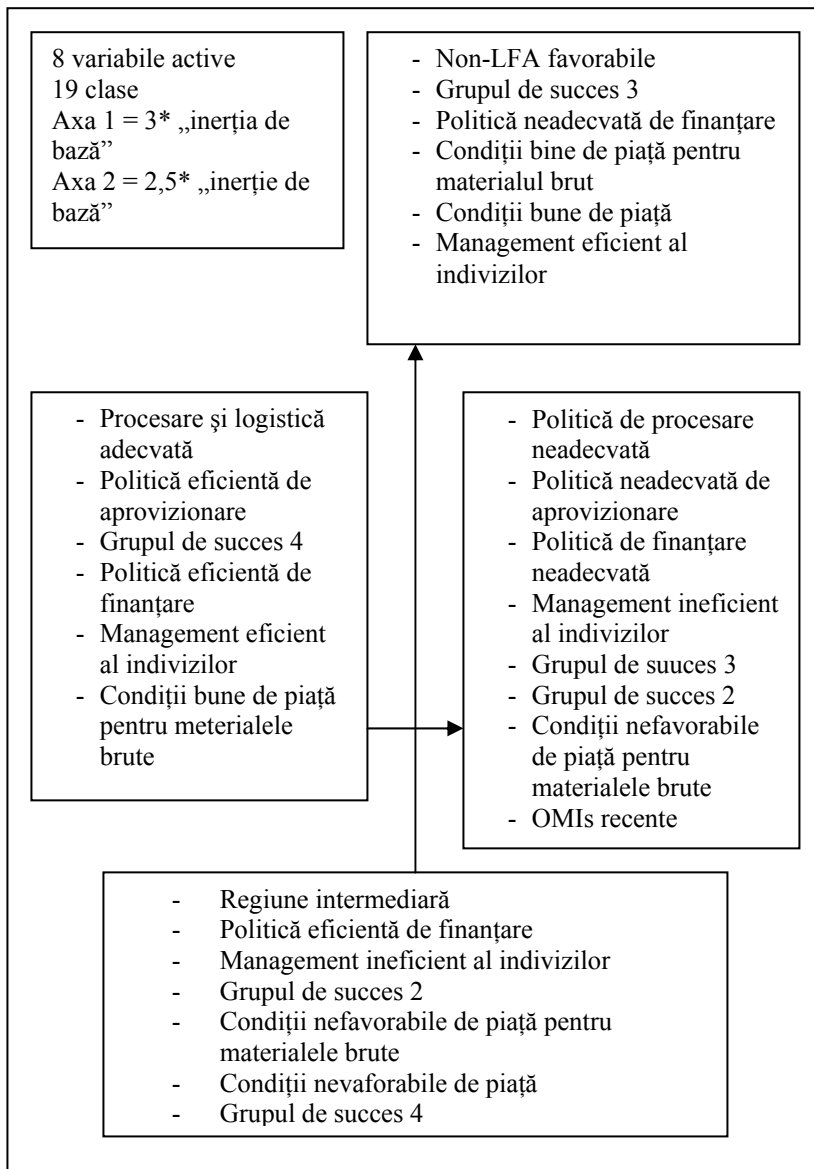 8 variabile active
19 clase
Axa 1 = 3* „inerția de
bază”
Axa 2 = 2,5* „inerție de
bază”
- Non-LFA favorabile
- Grupul de succes 3
- Politică neadecvată de finanțare
- Condiții bine de piață pentru
materialul brut
- Condiții bune de piață
- Management eficient al
indivizilor
- Procesare şi logistică
adecvată
- Politică eficientă de
aprovizionare
- Grupul de succes 4
- Politică eficientă de
finanțare
- Management eficient
al indivizilor
- Condiții bune de piață
pentru meterialele
brute
- Politică de procesare
neadecvată
- Politică neadecvată de
aprovizionare
- Politică de finanțare
neadecvată
- Management ineficient
al indivizilor
- Grupul de suuces 3
- Grupul de succes 2
- Condiții nefavorabile
de piață pentru
materialele brute
- OMIs recente
- Regiune intermediară
- Politică eficientă de finanțare
- Management ineficient al indivizilor
- Grupul de succes 2
- Condiții nefavorabile de piață pentru
materialele brute
- Condiții nevaforabile de piață
- Grupul de succes 4